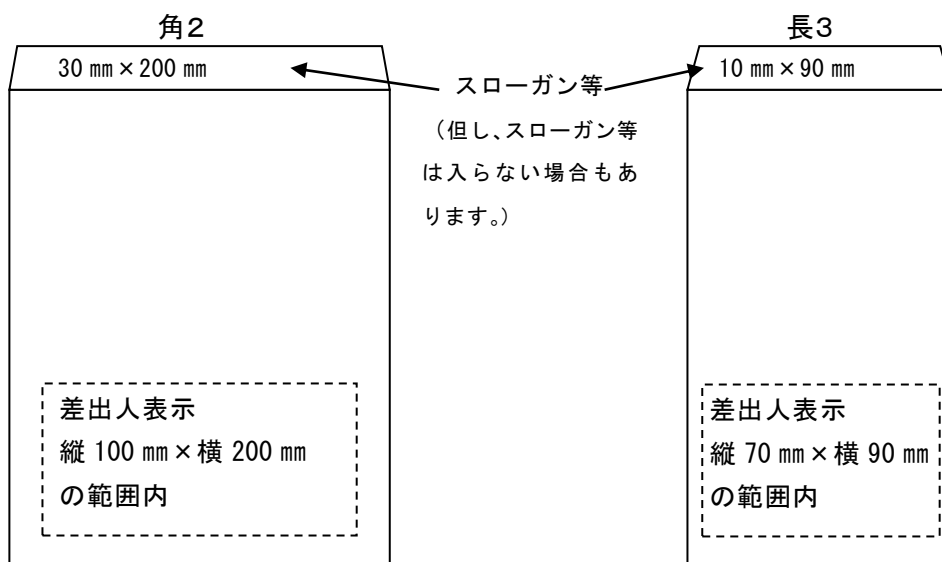 角2
30 ㎜×200 ㎜
長3
10 ㎜×90 ㎜
スローガン等
（但し、スローガン等
は入らない場合もあ
ります。）
差出人表示
縦 100 ㎜×横 200 ㎜
の範囲内
差出人表示
縦 70 ㎜×横 90 ㎜
の範囲内